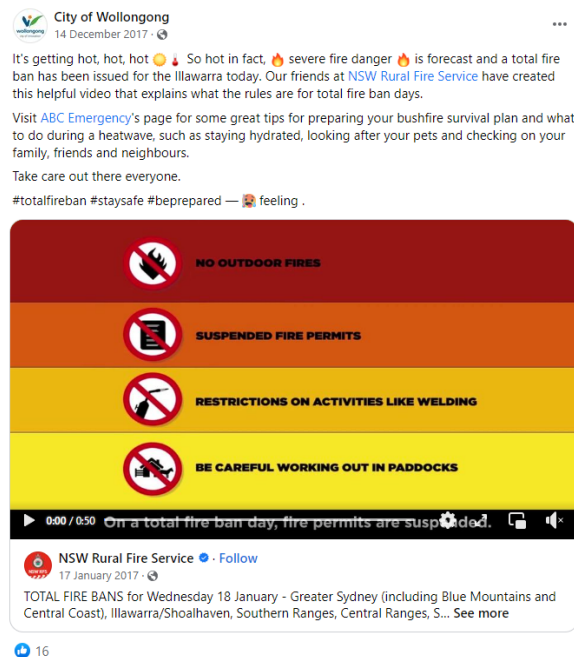 City of Wollongong
14 December 2017 ·
It's getting hot, hot, hot 🌞🌡️ So hot in fact, 🔥 severe fire danger 🔥 is forecast and a total fire
ban has been issued for the Illawarra today. Our friends at NSW Rural Fire Service have created
this helpful video that explains what the rules are for total fire ban days.
Visit ABC Emergency's page for some great tips for preparing your bushfire survival plan and what
to do during a heatwave, such as staying hydrated, looking after your pets and checking on your
family, friends and neighbours.
Take care out there everyone.
#totalfireban #staysafe #beprepared — 🥵 feeling .
NO OUTDOOR FIRES
SUSPENDED FIRE PERMITS
RESTRICTIONS ON ACTIVITIES LIKE WELDING
BE CAREFUL WORKING OUT IN PADDOCKS
0:00 / 0:50
On a total fire ban day, fire permits are suspended.
NSW Rural Fire Service · Follow
17 January 2017 ·
TOTAL FIRE BANS for Wednesday 18 January - Greater Sydney (including Blue Mountains and
Central Coast), Illawarra/Shoalhaven, Southern Ranges, Central Ranges, S... See more
16